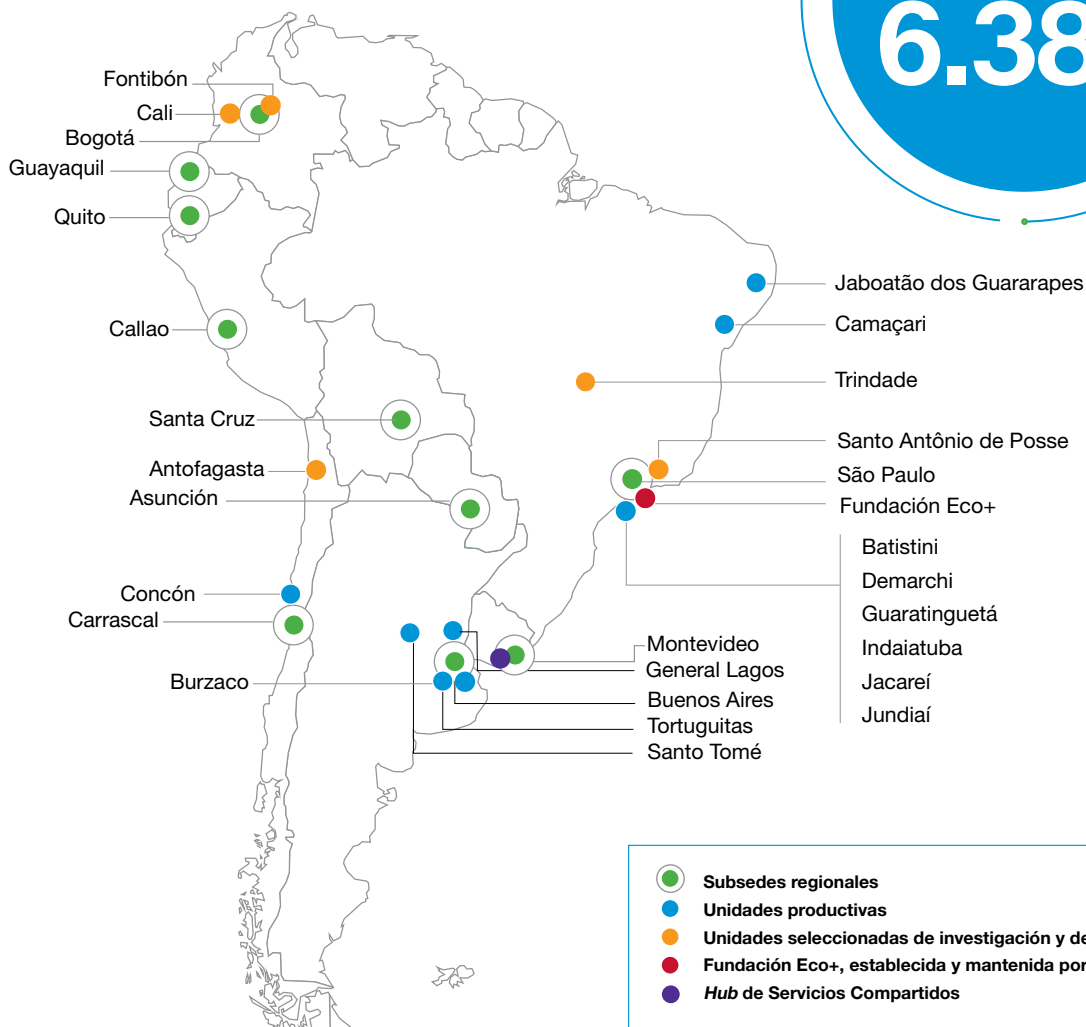 6.38
Fontibón
Cali
Bogotá
Guayaquil
Quito
Callao
Santa Cruz
Antofagasta
Asunción
Concón
Carrascal
Burzaco
Jaboatão dos Guararapes
Camaçari
Trindade
Santo Antônio de Posse
São Paulo
Fundación Eco+
Batistini
Demarchi
Guaratinguetá
Indaiatuba
Jacareí
Jundiaí
Montevideo
General Lagos
Buenos Aires
Tortuguitas
Santo Tomé
Subsedes regionales
Unidades productivas
Unidades seleccionadas de investigación y de
Fundación Eco+, establecida y mantenida por
Hub de Servicios Compartidos